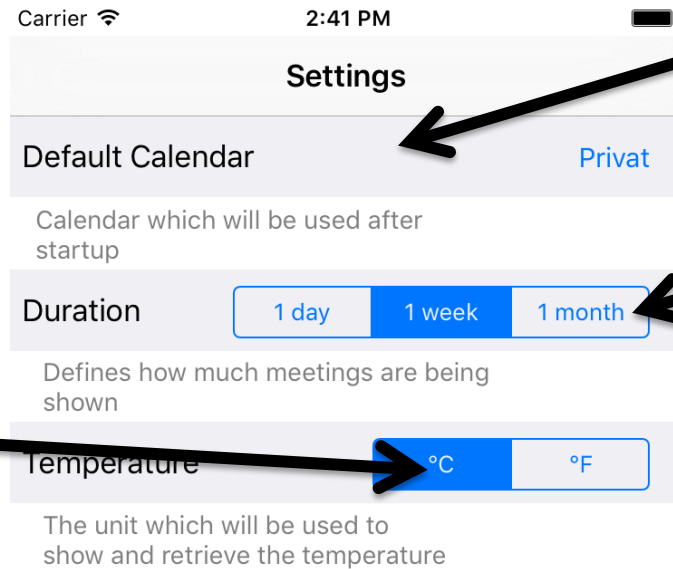 Carrier 2:41 PM
Settings
Default Calendar Privat
Calendar which will be used after
startup
Duration 1 day 1 week 1 month
Defines how much meetings are being
shown
Temperature °C °F
The unit which will be used to
show and retrieve the temperature